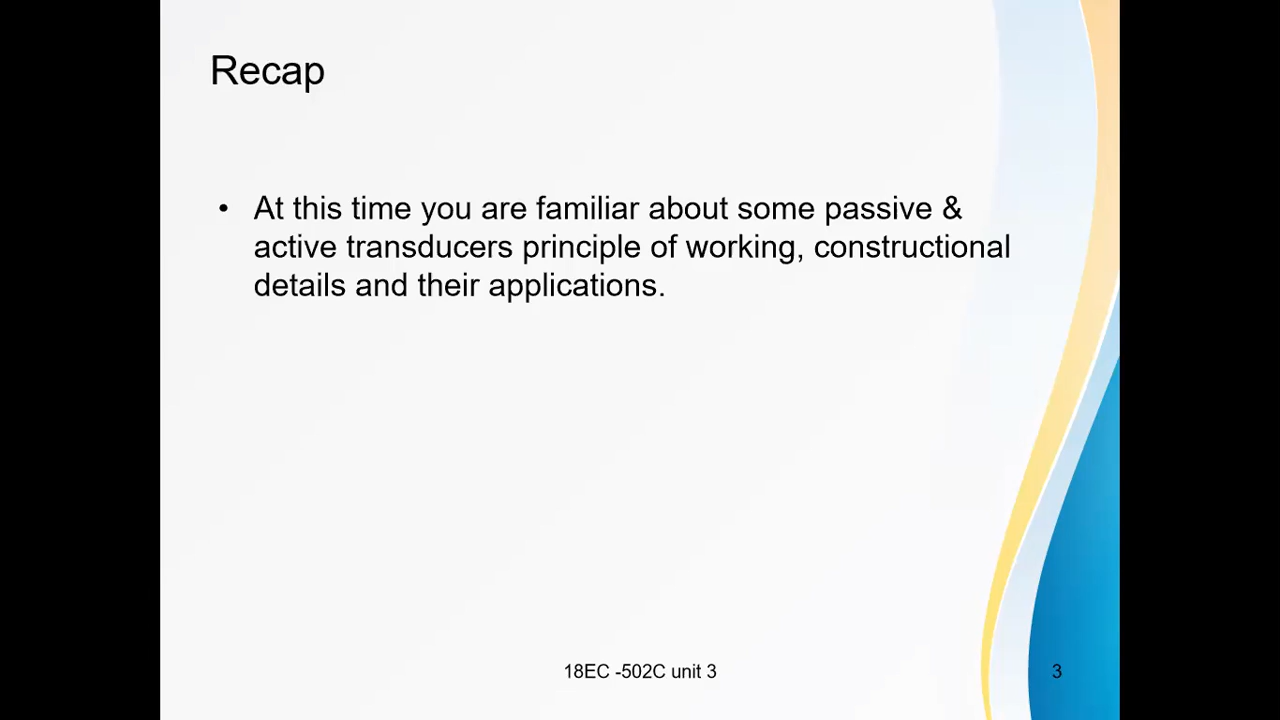 Recap
• At this time you are familiar about some passive &
active transducers principle of working, constructional
details and their applications.
18EC -502C unit 3
3